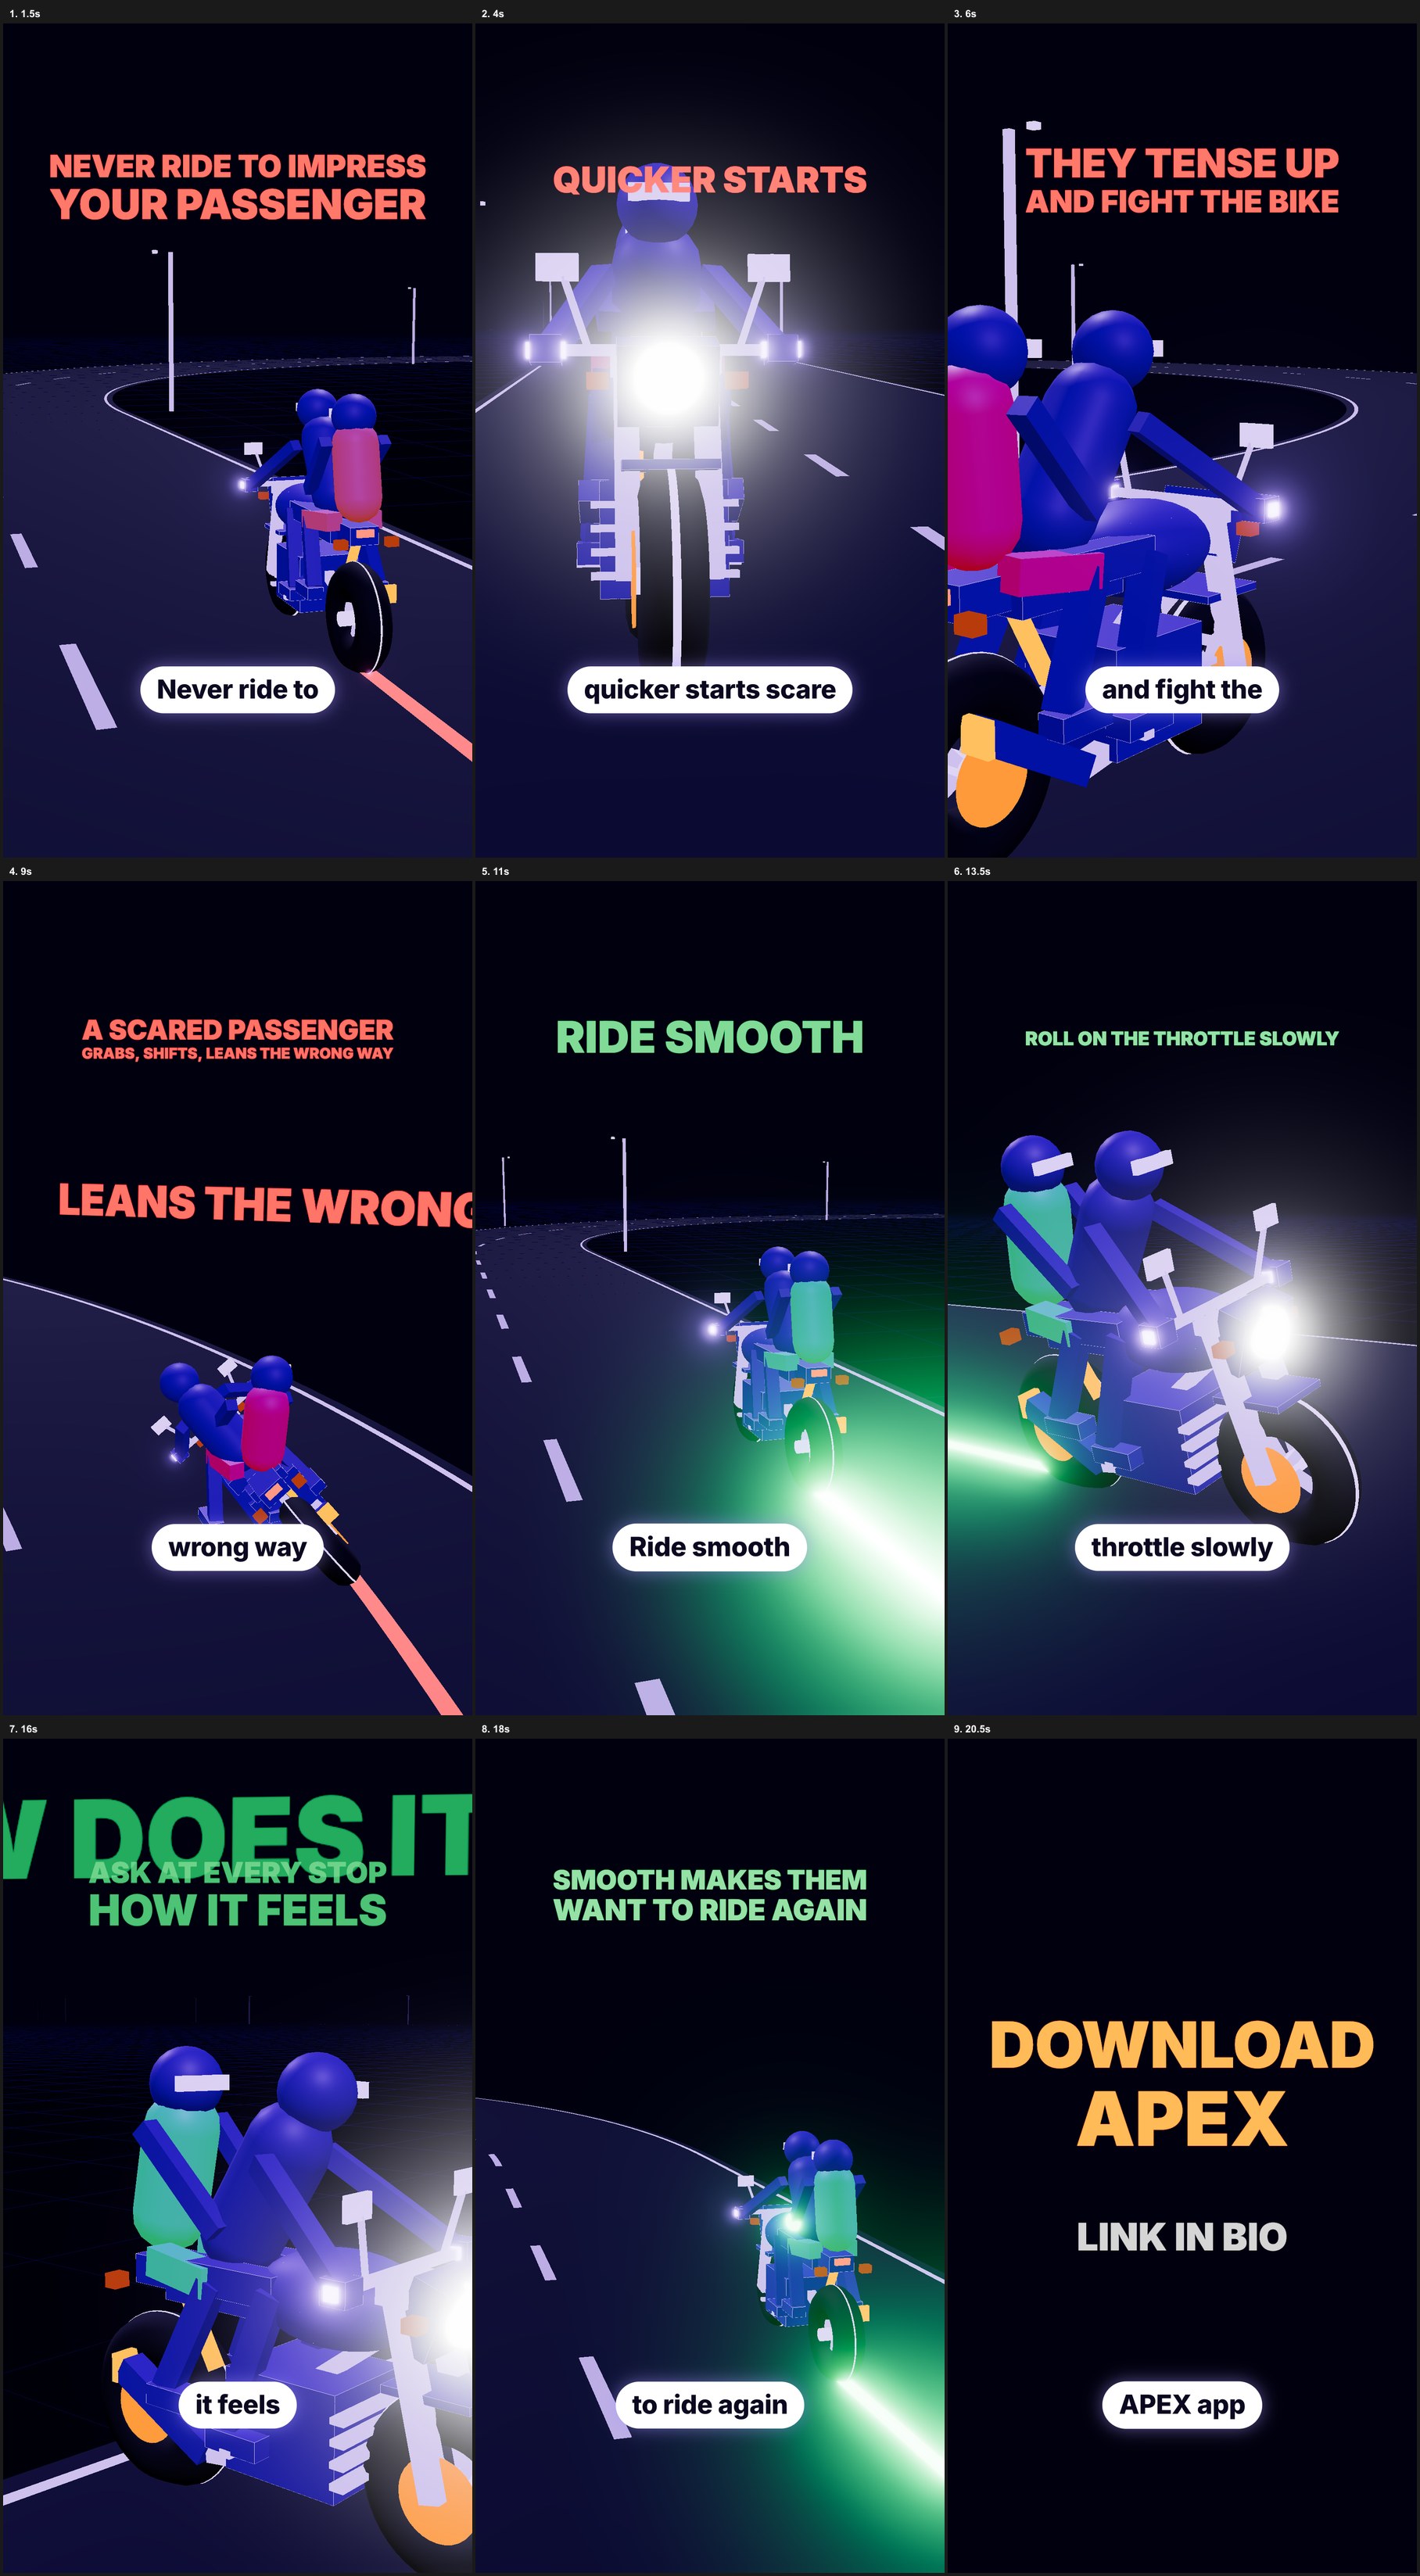 1. 1.5s
NEVER RIDE TO IMPRESS
YOUR PASSENGER
Never ride to
2. 4s
QUICKER STARTS
quicker starts scare
3. 6s
THEY TENSE UP
AND FIGHT THE BIKE
and fight the
4. 9s
A SCARED PASSENGER
GRABS, SHIFTS, LEANS THE WRONG WAY
LEANS THE WRONG
wrong way
5. 11s
RIDE SMOOTH
Ride smooth
6. 13.5s
ROLL ON THE THROTTLE SLOWLY
throttle slowly
7. 16s
W DOES IT
ASK AT EVERY STOP
HOW IT FEELS
it feels
8. 18s
SMOOTH MAKES THEM
WANT TO RIDE AGAIN
to ride again
9. 20.5s
DOWNLOAD
APEX
LINK IN BIO
APEX app